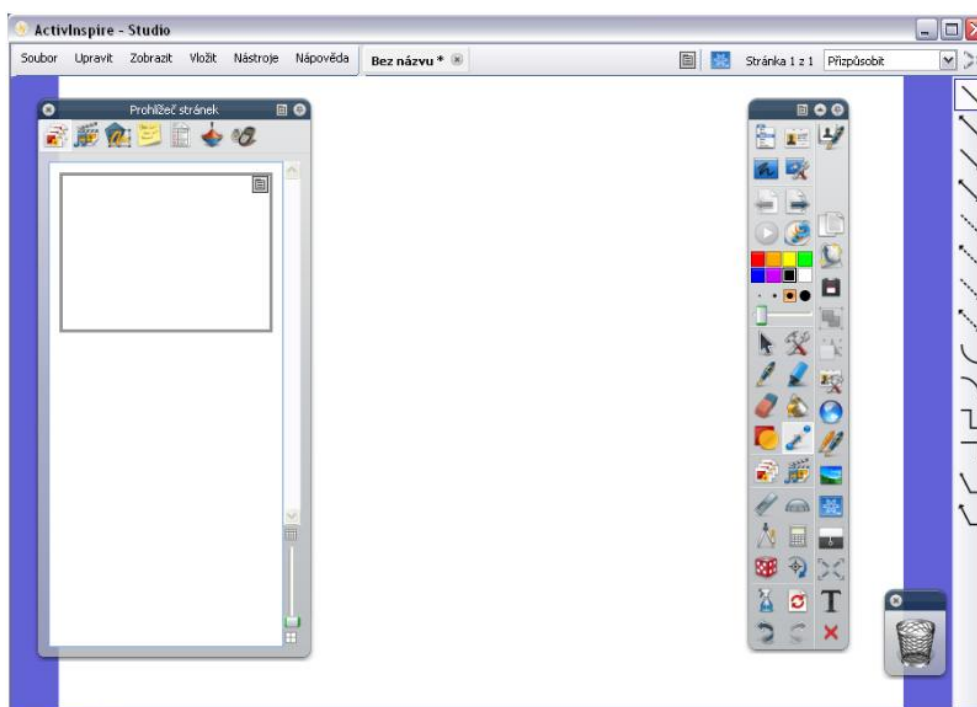 ActivInspire - Studio
Soubor Upravit Zobrazit Vložit Nástroje Nápověda Bez názvu * Stránka 1 z 1 Přizpůsobit
Prohlížeč stránek